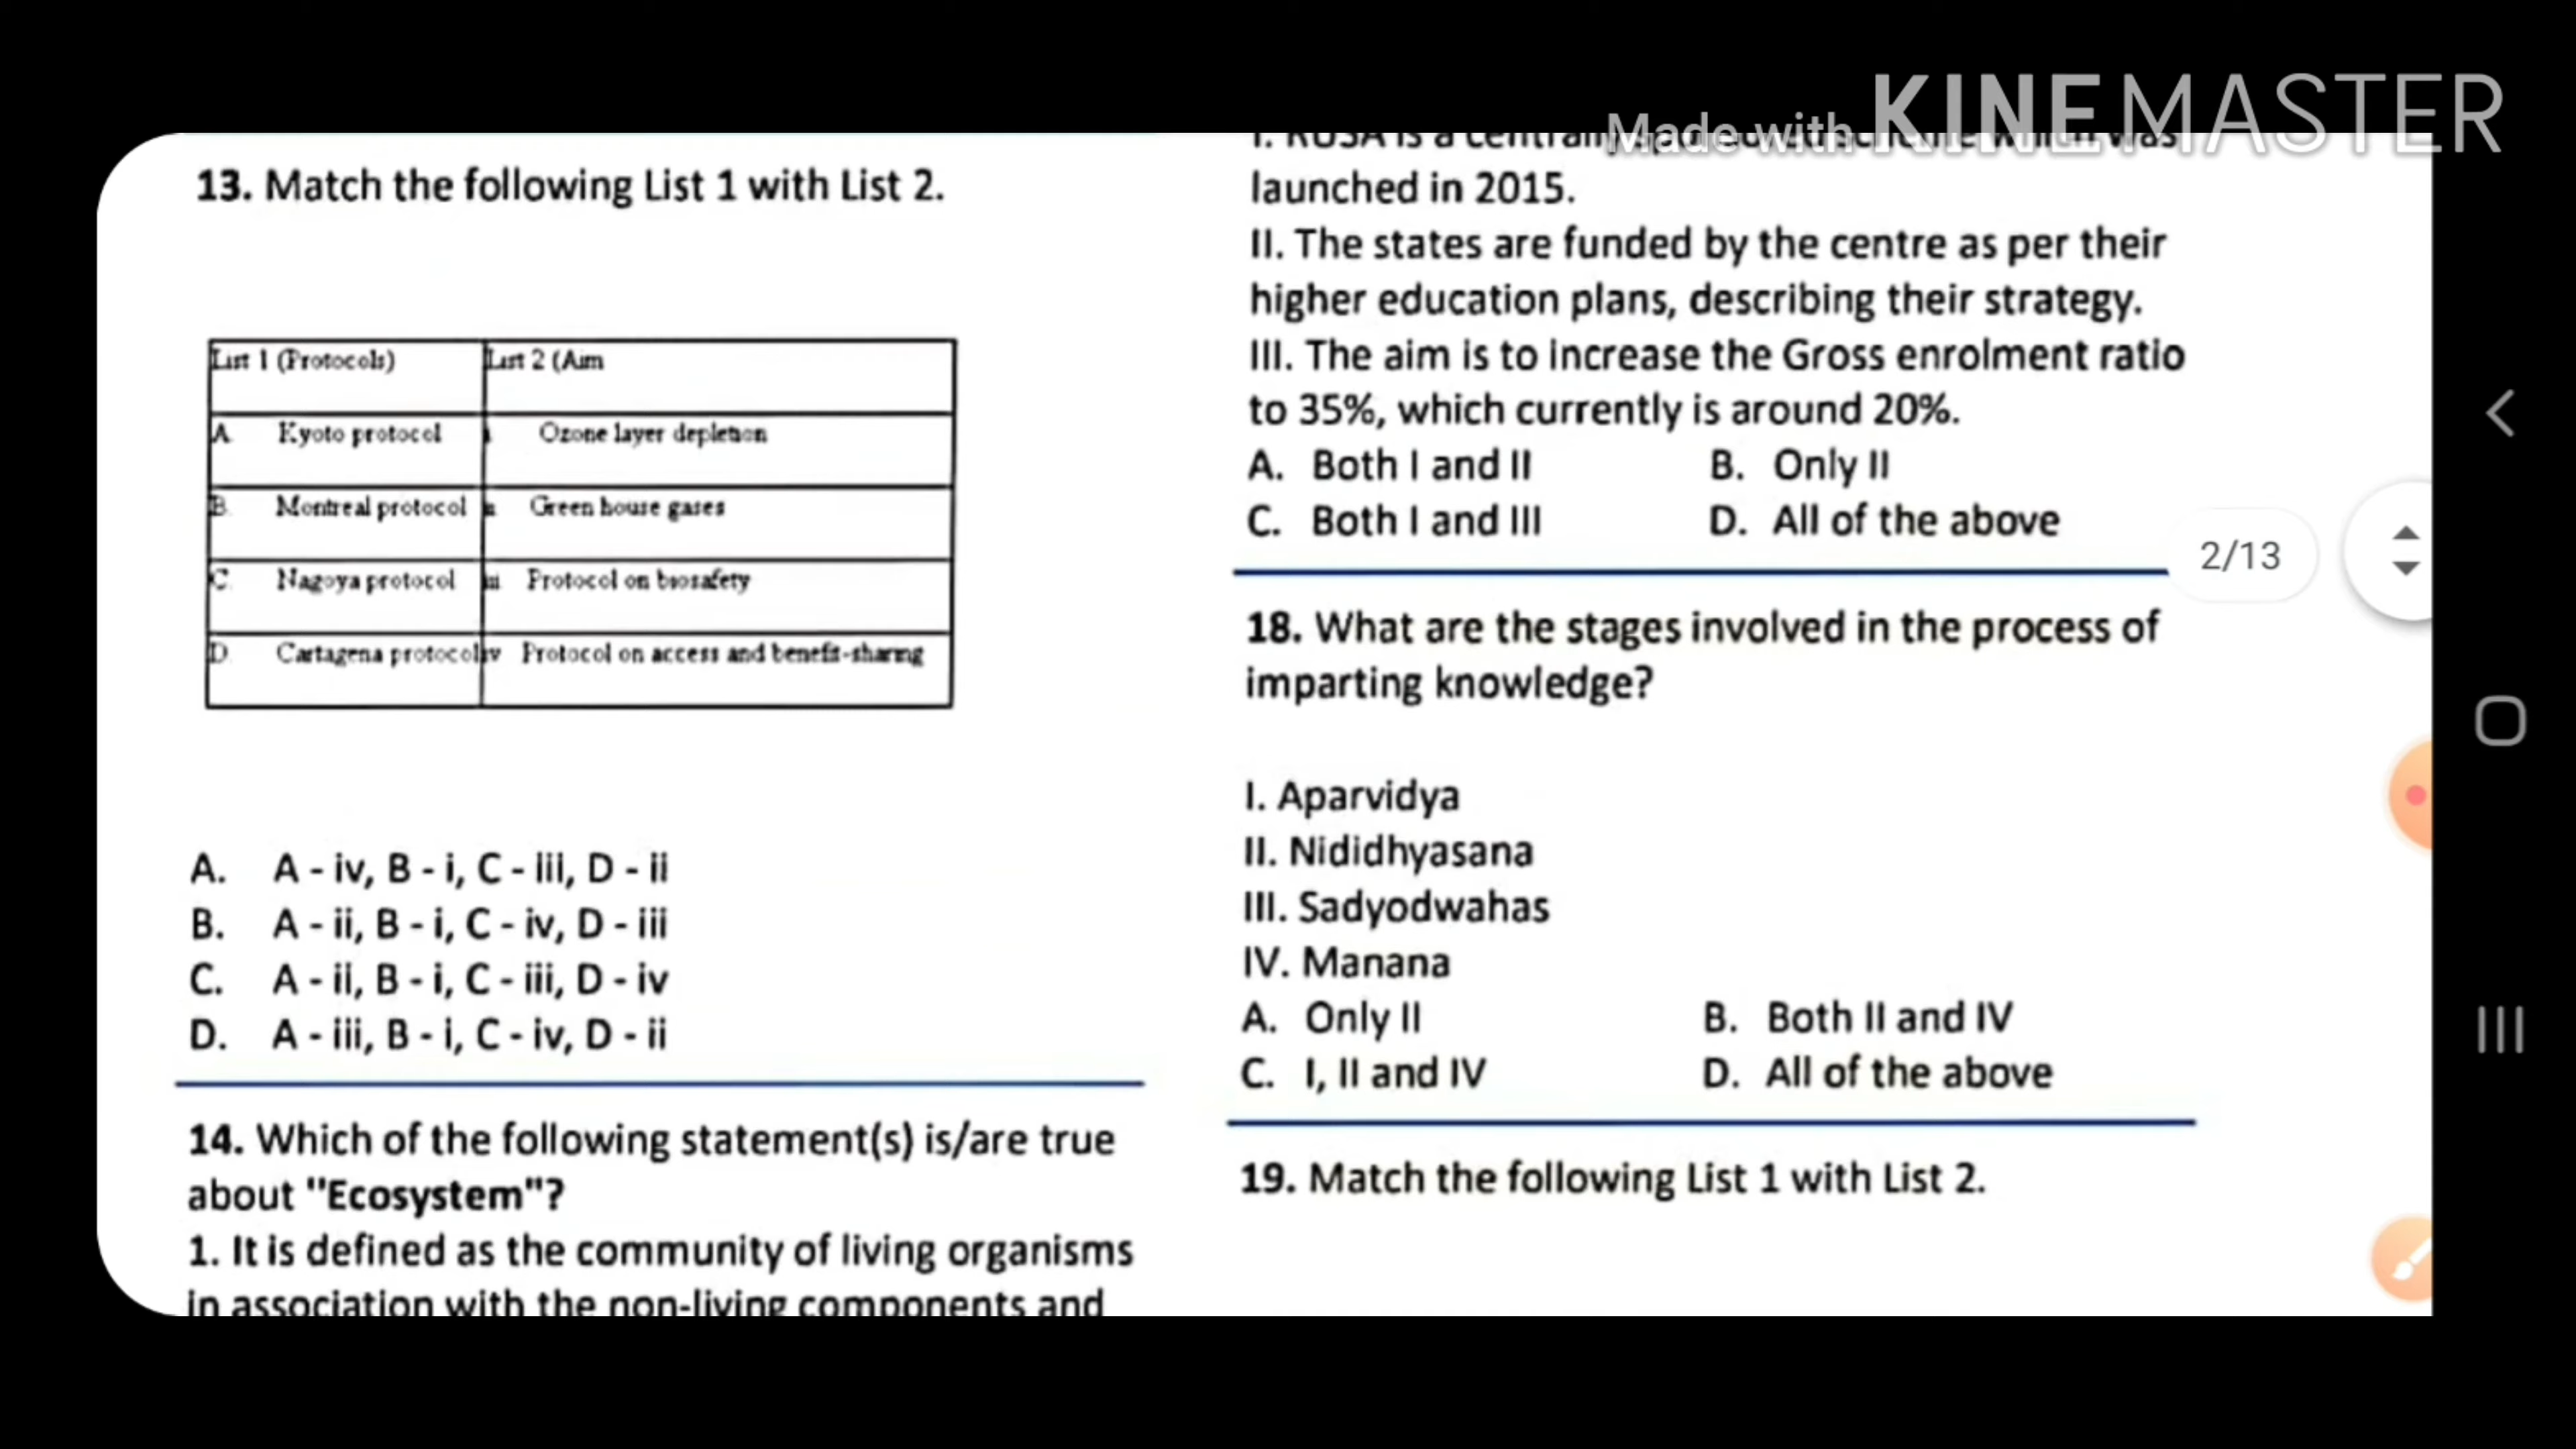 Made with KINEMASTER
13. Match the following List 1 with List 2.
List 1 (Protocols) List 2 (Aim
A. Kyoto protocol i Ozone layer depletion
B. Montreal protocol ii Green house gases
C. Nagoya protocol iii Protocol on biosafety
D. Cartagena protocol iv Protocol on access and benefit-sharing
A. A - iv, B - i, C - iii, D - ii
B. A - ii, B - i, C - iv, D - iii
C. A - ii, B - i, C - iii, D - iv
D. A - iii, B - i, C - iv, D - ii
14. Which of the following statement(s) is/are true
about "Ecosystem"?
1. It is defined as the community of living organisms
in association with the non-living components and
I. RUSA is a centrally sponsored scheme which was
launched in 2015.
II. The states are funded by the centre as per their
higher education plans, describing their strategy.
III. The aim is to increase the Gross enrolment ratio
to 35%, which currently is around 20%.
A. Both I and II B. Only II
C. Both I and III D. All of the above
2/13
18. What are the stages involved in the process of
imparting knowledge?
I. Aparvidya
II. Nididhyasana
III. Sadyodwahas
IV. Manana
A. Only II B. Both II and IV
C. I, II and IV D. All of the above
19. Match the following List 1 with List 2.